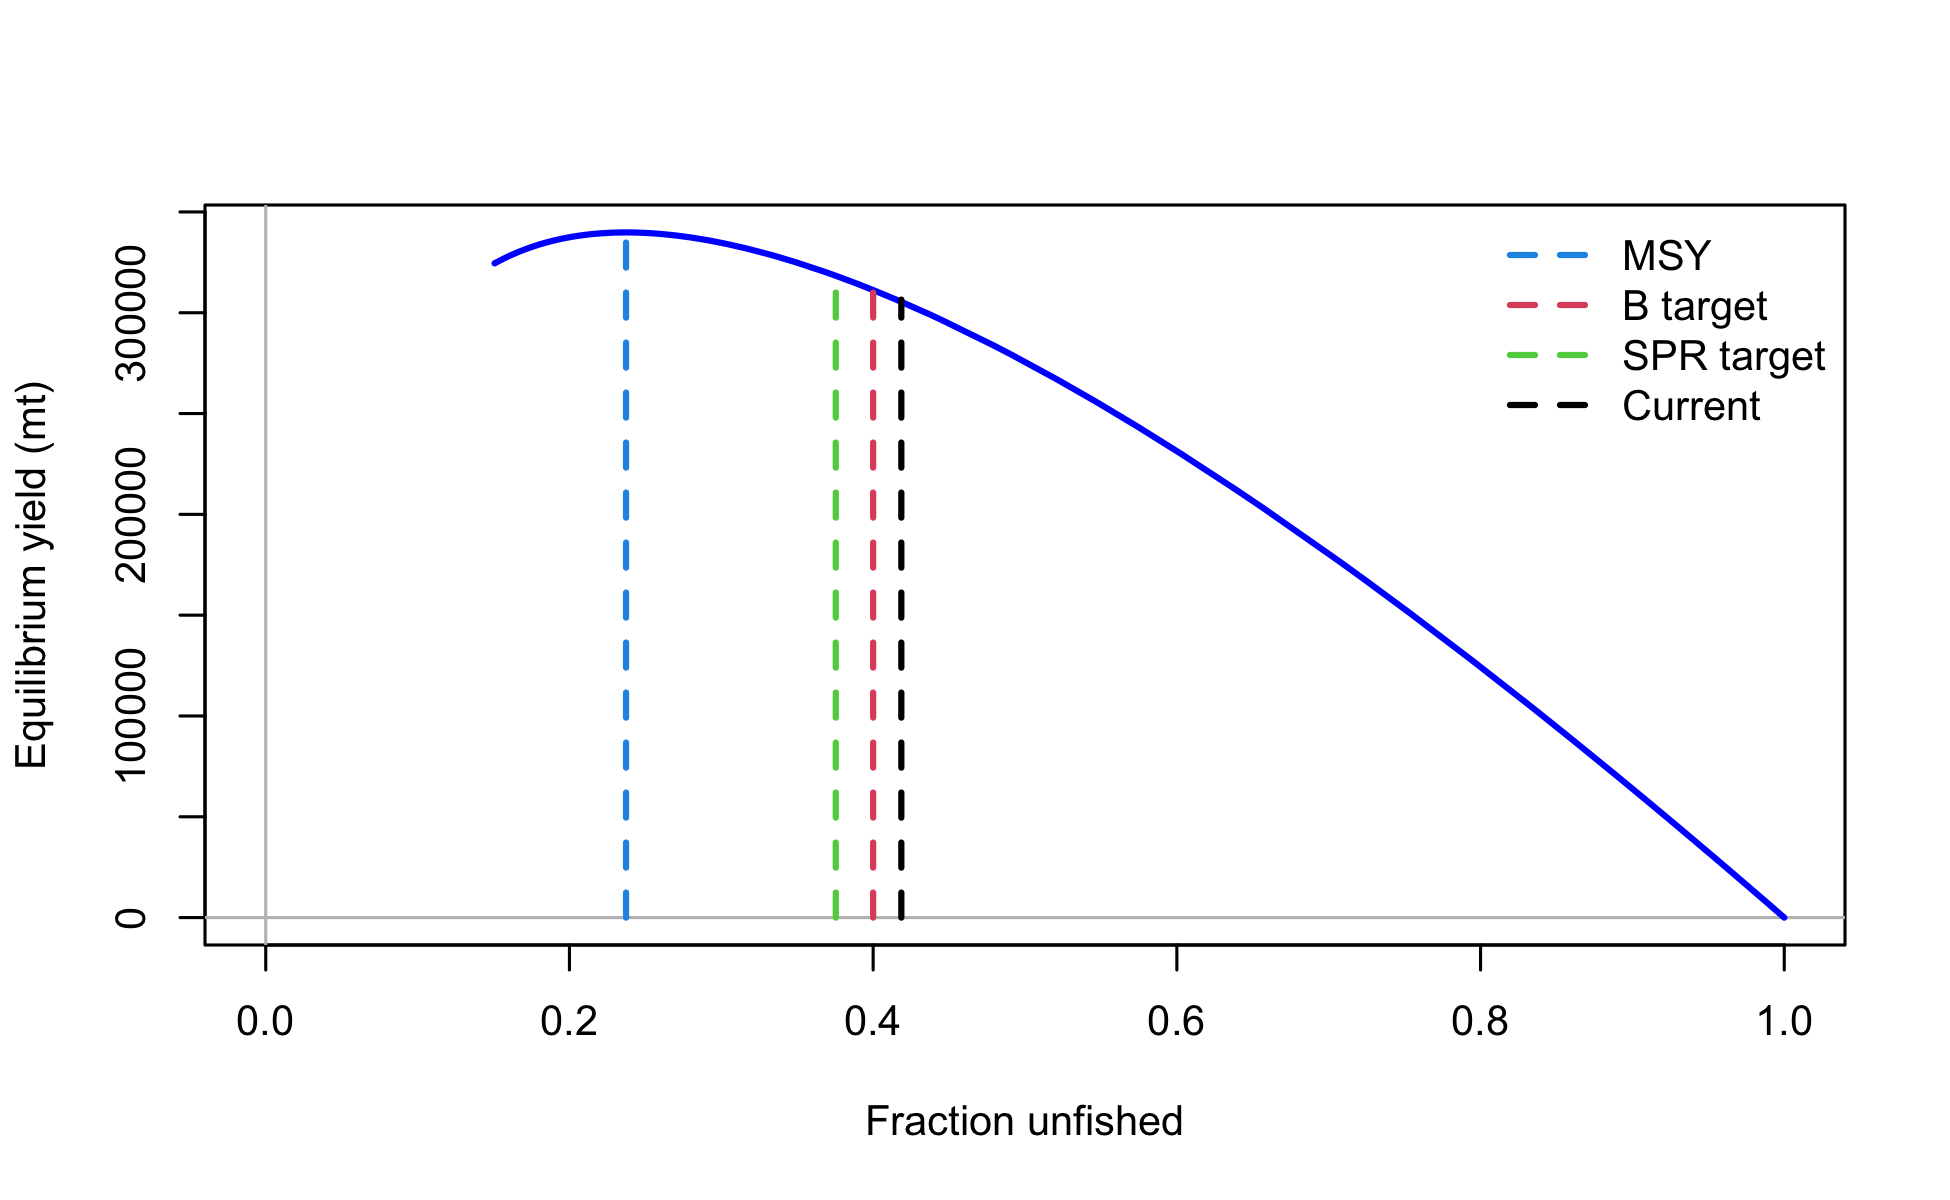 MSY
B target
SPR target
Current
Equilibrium yield (mt)
300000
200000
100000
0
0.0 0.2 0.4 0.6 0.8 1.0
Fraction unfished